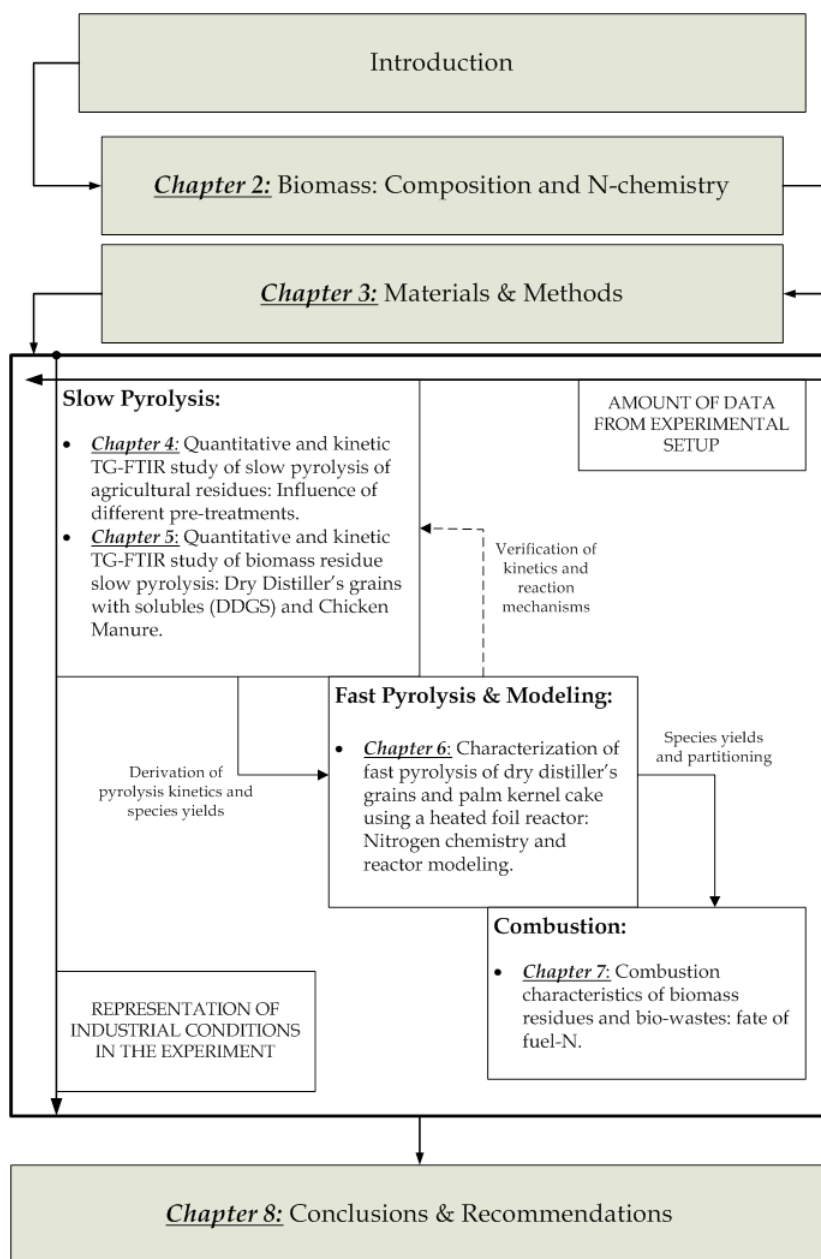 Introduction
Chapter 2: Biomass: Composition and N-chemistry
Chapter 3: Materials & Methods
Slow Pyrolysis:
• Chapter 4: Quantitative and kinetic
TG-FTIR study of slow pyrolysis of
agricultural residues: Influence of
different pre-treatments.
• Chapter 5: Quantitative and kinetic
TG-FTIR study of biomass residue
slow pyrolysis: Dry Distiller’s grains
with solubles (DDGS) and Chicken
Manure.
AMOUNT OF DATA
FROM EXPERIMENTAL
SETUP
Verification of
kinetics and
reaction
mechanisms
Derivation of
pyrolysis kinetics and
species yields
Fast Pyrolysis & Modeling:
• Chapter 6: Characterization of
fast pyrolysis of dry distiller’s
grains and palm kernel cake
using a heated foil reactor:
Nitrogen chemistry and
reactor modeling.
Species yields
and partitioning
Combustion:
• Chapter 7: Combustion
characteristics of biomass
residues and bio-wastes: fate of
fuel-N.
REPRESENTATION OF
INDUSTRIAL CONDITIONS
IN THE EXPERIMENT
Chapter 8: Conclusions & Recommendations